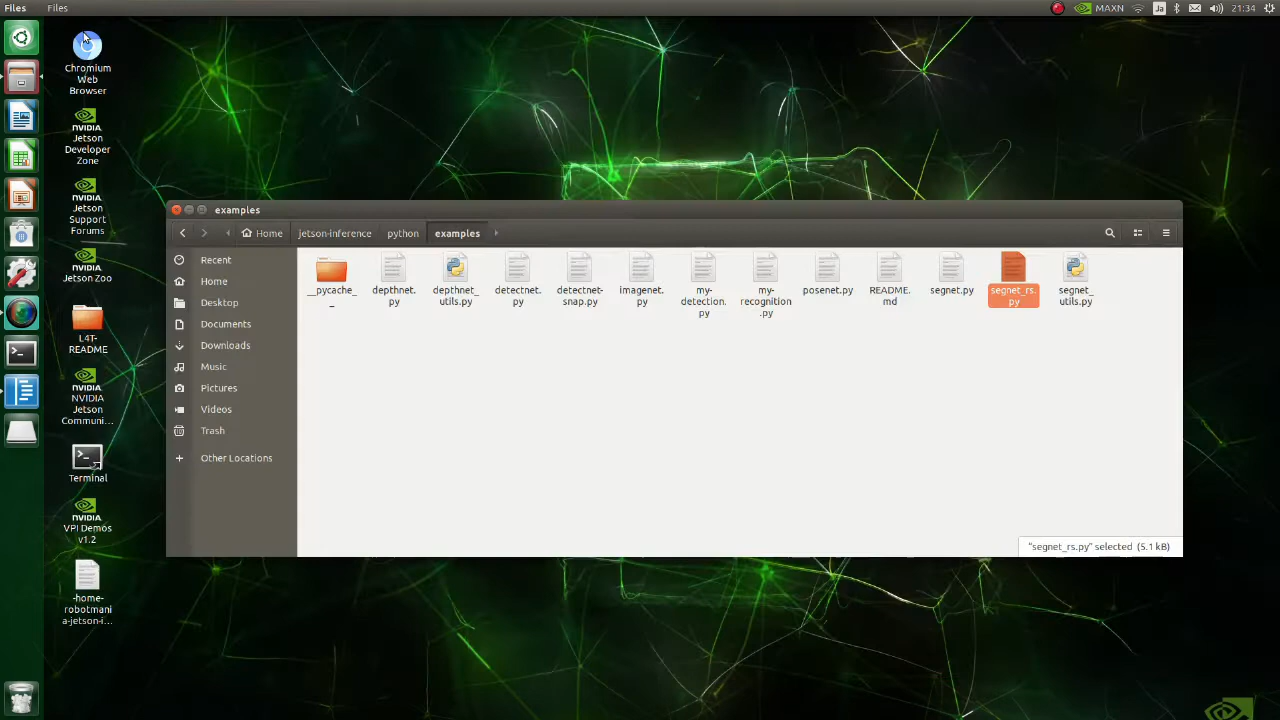 Files
Files
MAXN
Ja
21:34
Chromium
Web
Browser
NVIDIA.
NVIDIA
Jetson
Developer
Zone
NVIDIA.
Jetson
Support
Forums
NVIDIA.
Jetson Zoo
L4T-
README
NVIDIA.
NVIDIA
Jetson
Communi...
Terminal
NVIDIA.
VPI Demos
v1.2
-home-
robotmani
a-jetson-i...
examples
Home
jetson-inference
python
examples
Recent
Home
Desktop
Documents
Downloads
Music
Pictures
Videos
Trash
Other Locations
__pycache_
_
depthnet.
py
depthnet_
utils.py
detectnet.
py
detectnet-
snap.py
imagenet.
py
my-
detection.
py
my-
recognition
.py
posenet.py
README.
md
segnet.py
segnet_rs.
py
segnet_
utils.py
"segnet_rs.py" selected (5.1 kB)